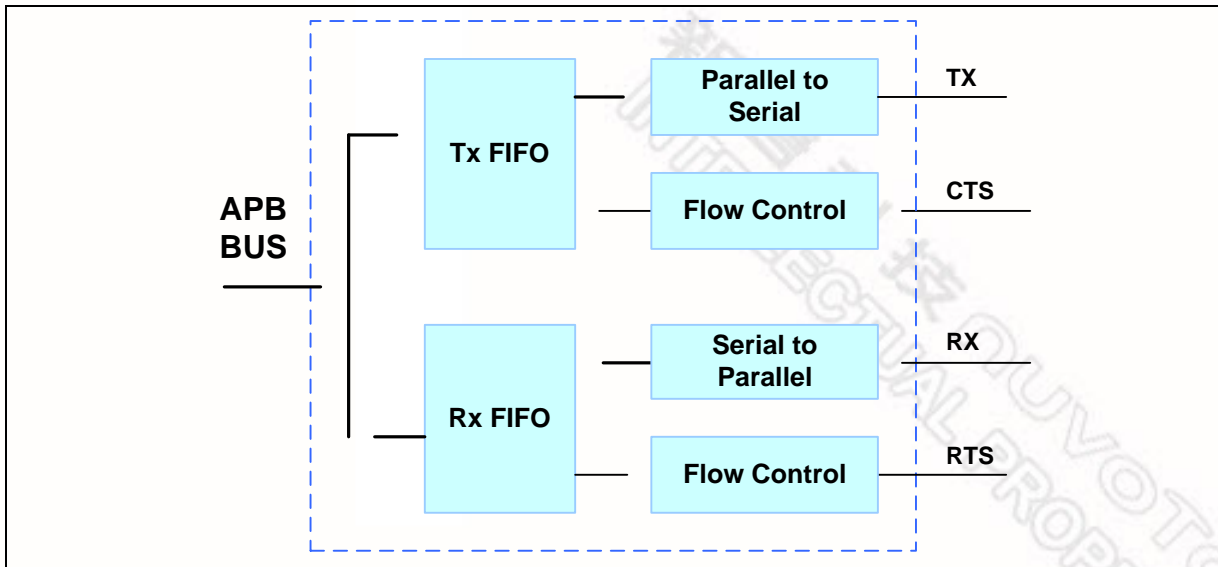 Parallel to
Serial
TX
Tx FIFO
Flow Control
CTS
APB
BUS
Serial to
Parallel
RX
Rx FIFO
Flow Control
RTS